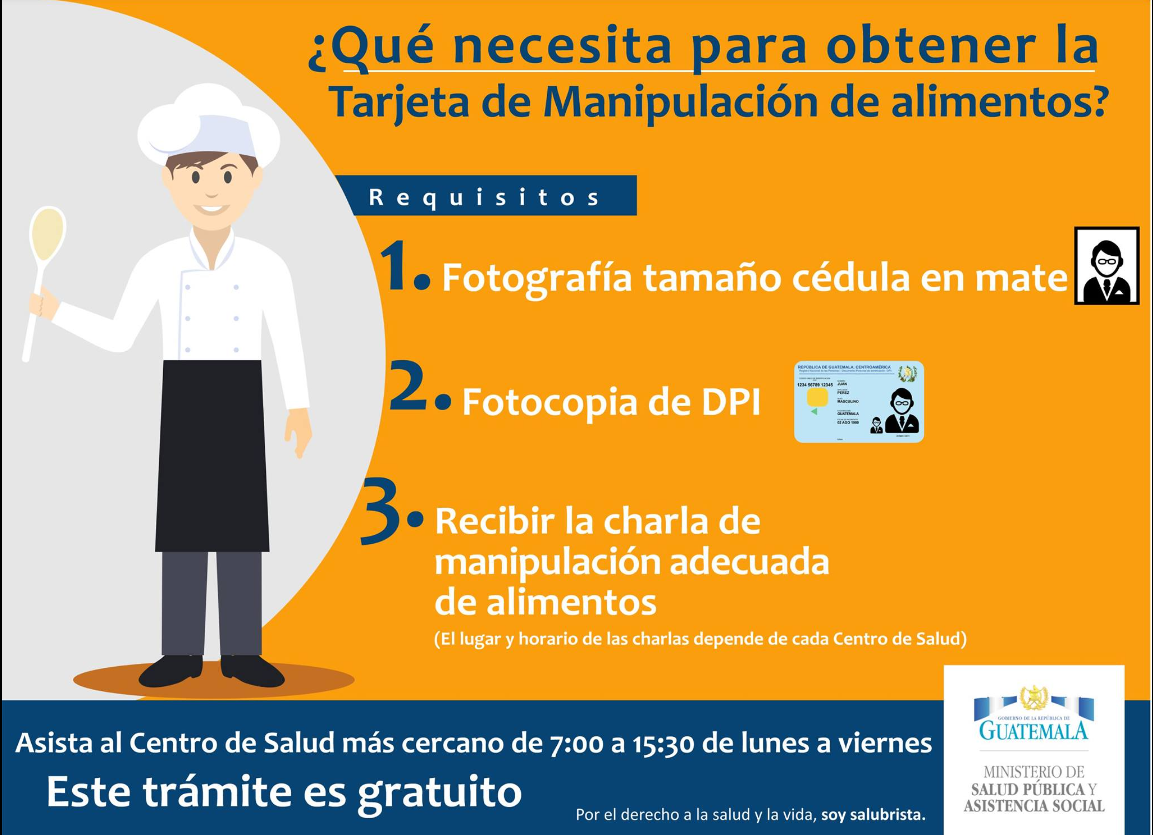 ¿Qué necesita para obtener la
Tarjeta de Manipulación de alimentos?
Requisitos
1. Fotografía tamaño cédula en mate
2. Fotocopia de DPI
REPÚBLICA DE GUATEMALA, CENTROAMÉRICA
1234 56789 12345
JUAN
PEREZ
MASCULINO
GUATEMALA
3. Recibir la charla de
manipulación adecuada
de alimentos
(El lugar y horario de las charlas depende de cada Centro de Salud)
Asista al Centro de Salud más cercano de 7:00 a 15:30 de lunes a viernes
Este trámite es gratuito
Por el derecho a la salud y la vida, soy salubrista.
GOBIERNO DE LA REPÚBLICA DE
GUATEMALA
MINISTERIO DE
SALUD PÚBLICA Y
ASISTENCIA SOCIAL